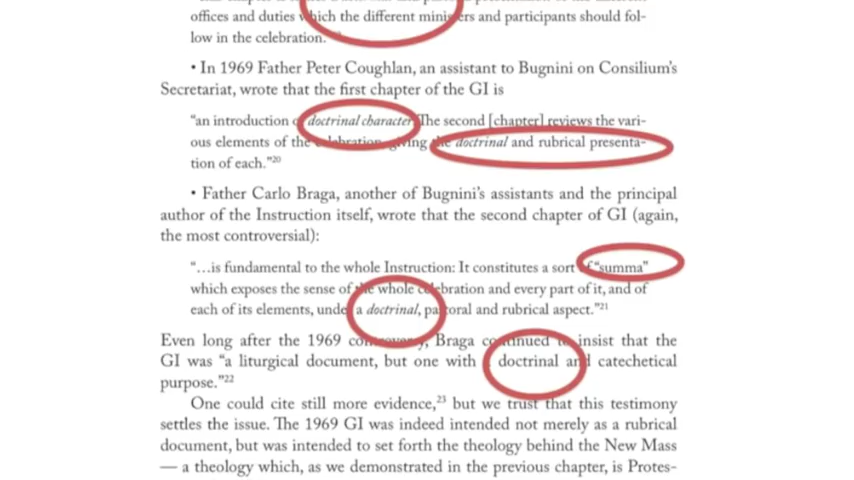 offices and duties which the different ministers and participants should fol-
low in the celebration."
• In 1969 Father Peter Coughlan, an assistant to Bugnini on Consilium's
Secretariat, wrote that the first chapter of the GI is
"an introduction of doctrinal character. The second [chapter] reviews the vari-
ous elements of the celebration, giving the doctrinal and rubrical presenta-
tion of each."20
• Father Carlo Braga, another of Bugnini's assistants and the principal
author of the Instruction itself, wrote that the second chapter of GI (again,
the most controversial):
"…is fundamental to the whole Instruction: It constitutes a sort of "summa"
which exposes the sense of the whole celebration and every part of it, and of
each of its elements, under a doctrinal, pastoral and rubrical aspect."21
Even long after the 1969 controversy, Braga continued to insist that the
GI was "a liturgical document, but one with a doctrinal and catechetical
purpose."22
One could cite still more evidence,23 but we trust that this testimony
settles the issue. The 1969 GI was indeed intended not merely as a rubrical
document, but was intended to set forth the theology behind the New Mass
— a theology which, as we demonstrated in the previous chapter, is Protes-